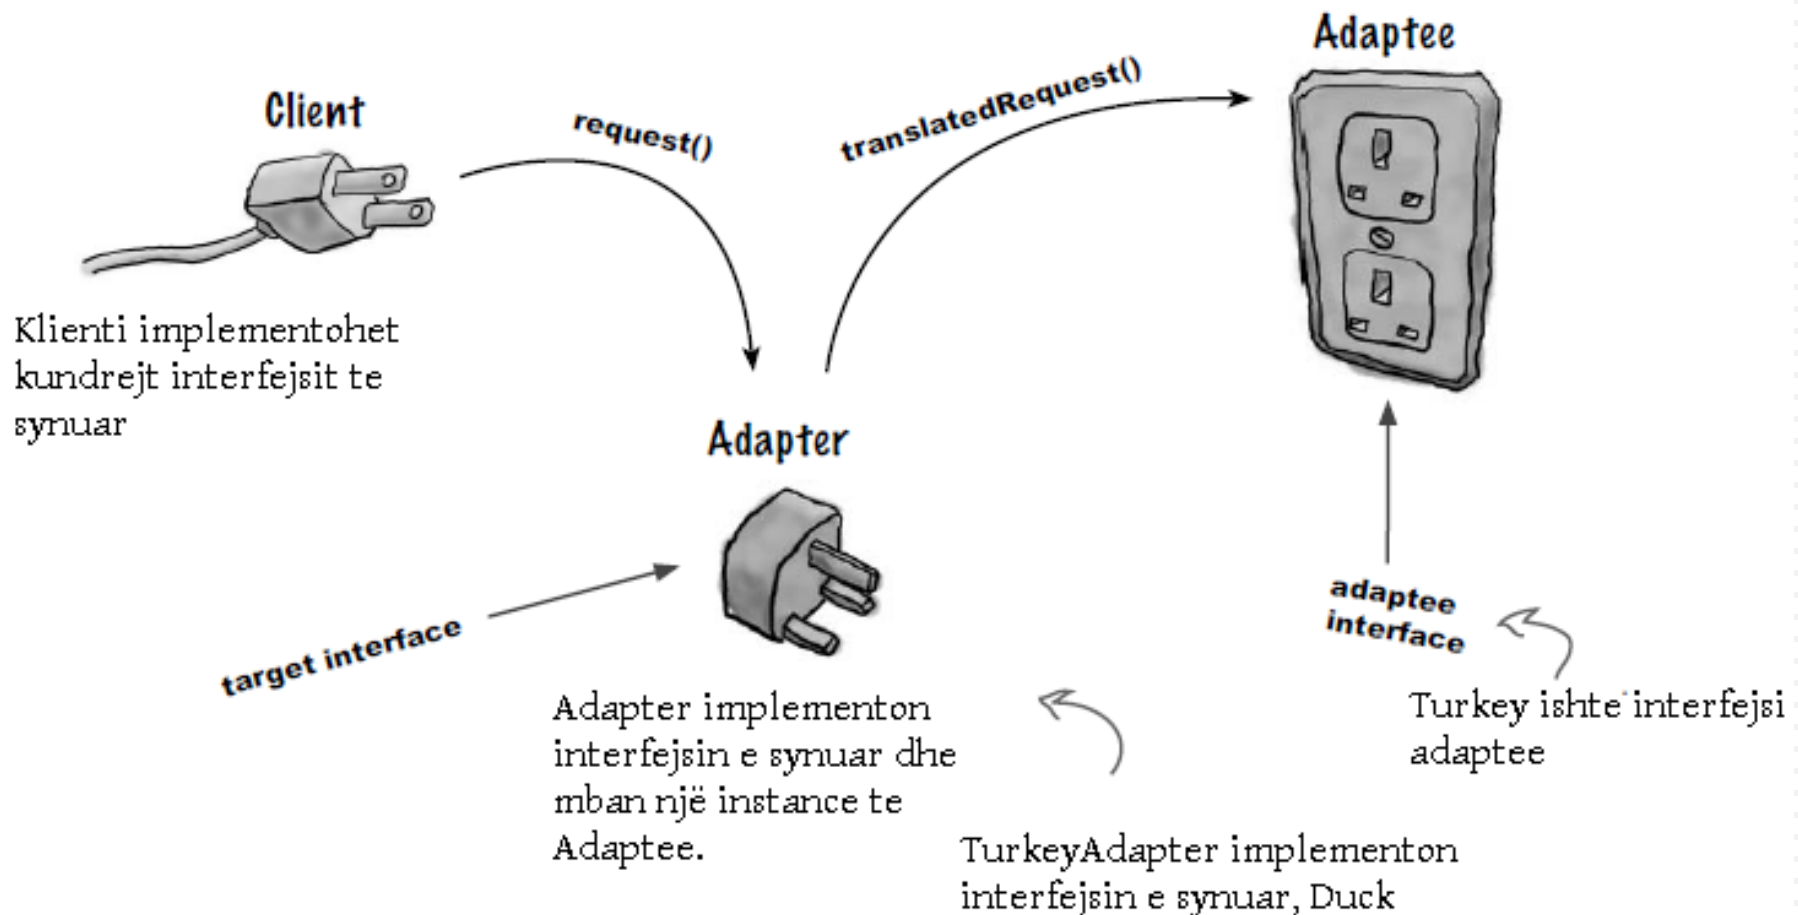 Client
request()
translatedRequest()
Adaptee
Klienti implementohet
kundrejt interfejsit te
synuar
Adapter
target interface
adaptee
interface
Adapter implementon
interfejsin e synuar dhe
mban një instance te
Adaptee.
Turkey ishte interfejsi
adaptee
TurkeyAdapter implementon
interfejsin e synuar, Duck